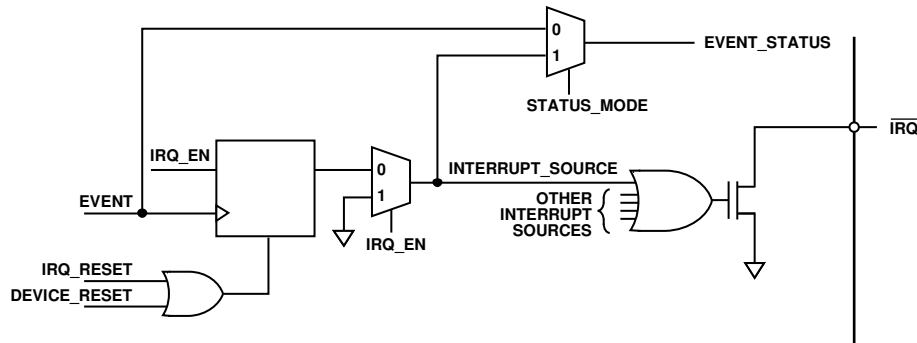 0
1
EVENT_STATUS
STATUS_MODE
IRQ
IRQ_EN
0
1
INTERRUPT_SOURCE
EVENT
OTHER
INTERRUPT
SOURCES
IRQ_EN
IRQ_RESET
DEVICE_RESET